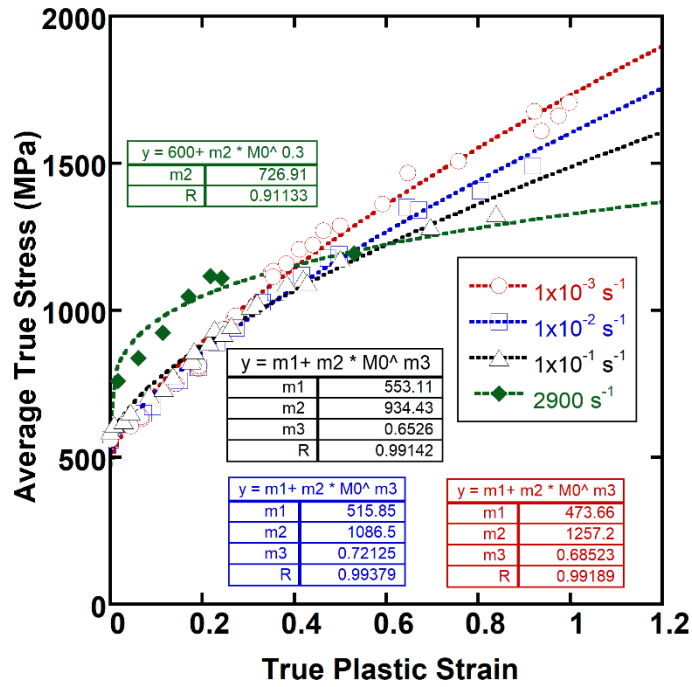 2000
1500
1000
500
0
Average True Stress (MPa)
y = 600+ m2 * M0^ 0.3
m2 726.91
R 0.91133
1x10⁻³ s⁻¹
1x10⁻² s⁻¹
1x10⁻¹ s⁻¹
2900 s⁻¹
y = m1+ m2 * M0^ m3
m1 553.11
m2 934.43
m3 0.6526
R 0.99142
y = m1+ m2 * M0^ m3
m1 515.85
m2 1086.5
m3 0.72125
R 0.99379
y = m1+ m2 * M0^ m3
m1 473.66
m2 1257.2
m3 0.68523
R 0.99189
0 0.2 0.4 0.6 0.8 1 1.2
True Plastic Strain